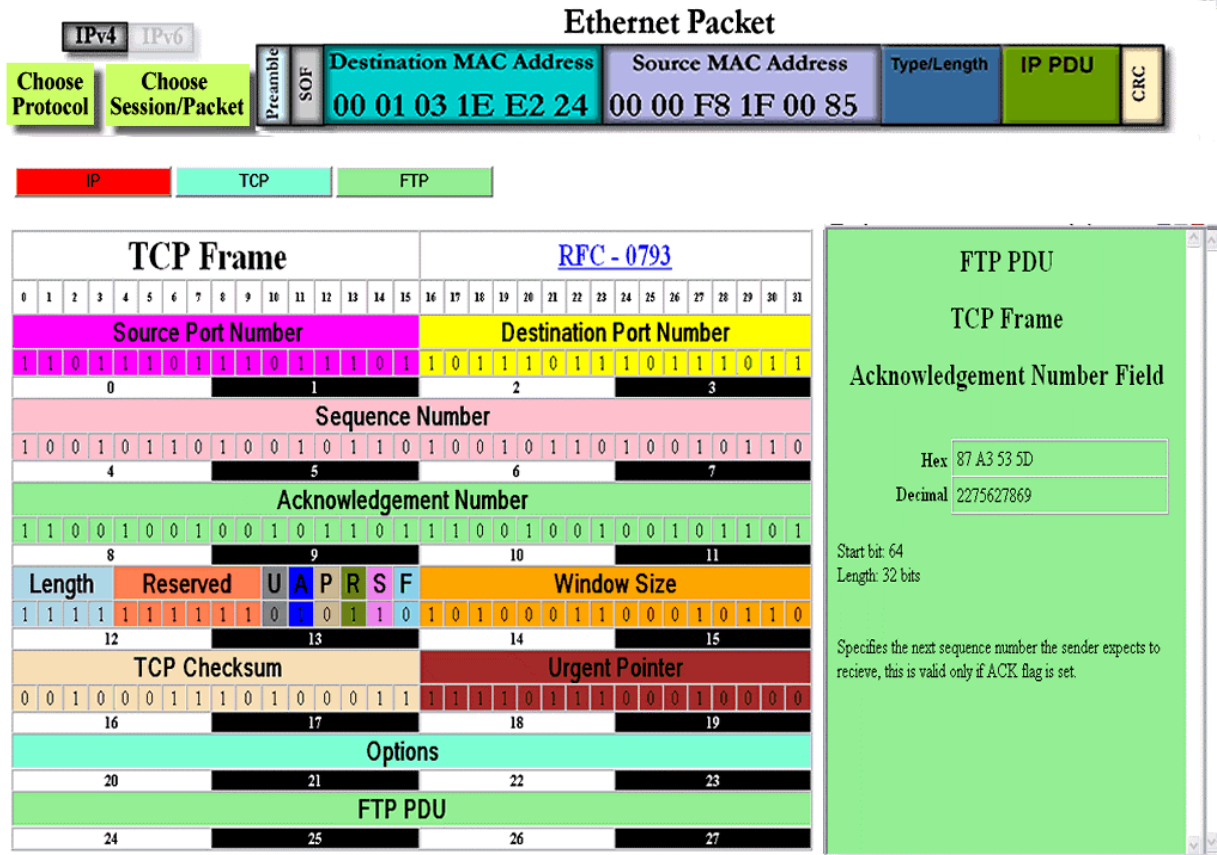 Ethernet Packet
IPv4 IPv6
Choose Protocol
Choose Session/Packet
Preamble
SOF
Destination MAC Address
00 01 03 1E E2 24
Source MAC Address
00 00 F8 1F 00 85
Type/Length
IP PDU
CRC
IP TCP FTP
TCP Frame RFC - 0793
0 1 2 3 4 5 6 7 8 9 10 11 12 13 14 15 16 17 18 19 20 21 22 23 24 25 26 27 28 29 30 31
Source Port Number Destination Port Number
1 1 0 1 1 1 0 1 1 1 0 1 1 1 0 1 1 0 1 1 1 0 1 1 1 0 1 1 1 0 1 1
0 1 2 3
Sequence Number
1 0 0 1 0 1 1 0 1 0 0 1 0 1 1 0 1 0 0 1 0 1 1 0 1 0 0 1 0 1 1 0
4 5 6 7
Acknowledgement Number
1 1 0 0 1 0 0 1 0 0 1 0 1 1 0 1 1 1 0 0 1 0 0 1 0 0 1 0 1 1 0 1
8 9 10 11
Length Reserved U A P R S F Window Size
1 1 1 1 1 1 1 1 1 1 0 1 0 1 1 0 1 0 1 0 0 0 1 1 0 0 0 1 0 1 1 0
12 13 14 15
TCP Checksum Urgent Pointer
0 0 1 0 0 0 1 1 1 0 1 0 0 0 1 1 1 1 1 1 0 1 1 0 0 0 0 1 0 0 0 0
16 17 18 19
Options
20 21 22 23
FTP PDU
24 25 26 27
FTP PDU
TCP Frame
Acknowledgement Number Field
Hex 87 A3 53 5D
Decimal 2275627869
Start bit: 64
Length: 32 bits
Specifies the next sequence number the sender expects to
recieve, this is valid only if ACK flag is set.